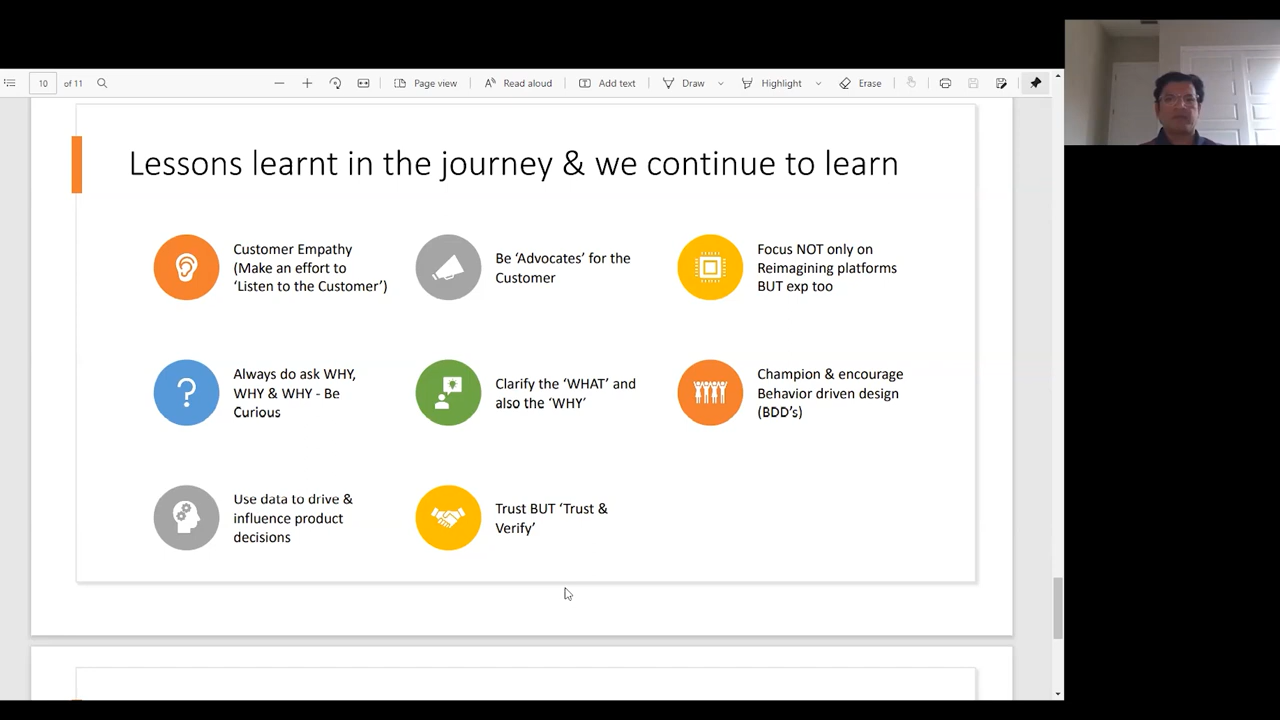 10 of 11
Page view
Read aloud
Add text
Draw
Highlight
Erase
Lessons learnt in the journey & we continue to learn
Customer Empathy
(Make an effort to
‘Listen to the Customer’)
Be ‘Advocates’ for the
Customer
Focus NOT only on
Reimagining platforms
BUT exp too
Always do ask WHY,
WHY & WHY - Be
Curious
Clarify the ‘WHAT’ and
also the ‘WHY’
Champion & encourage
Behavior driven design
(BDD’s)
Use data to drive &
influence product
decisions
Trust BUT ‘Trust &
Verify’